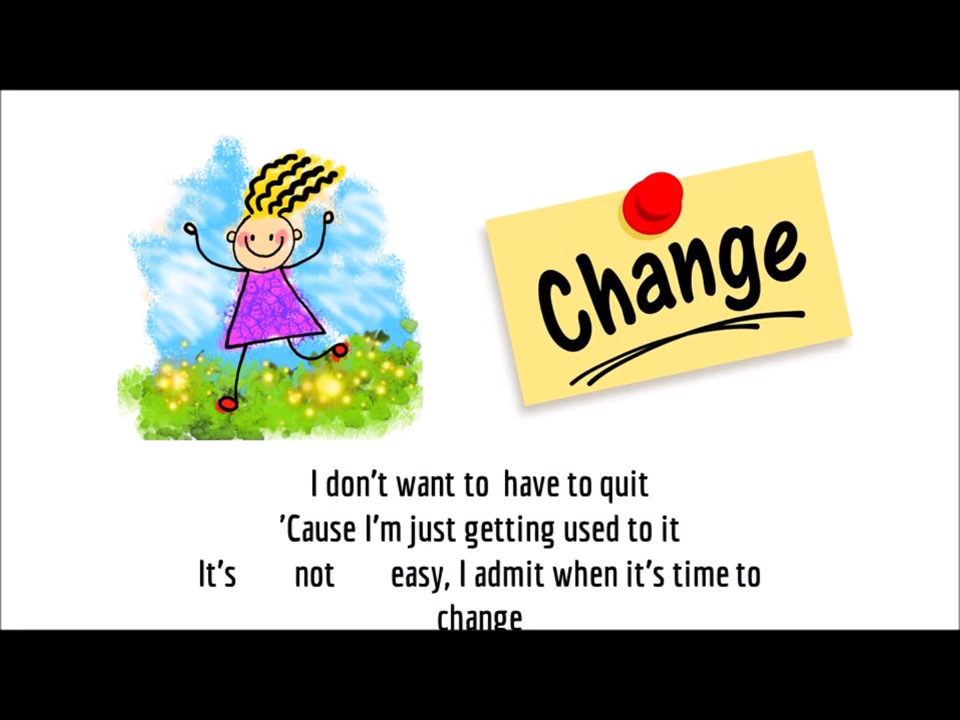 Change
I don't want to have to quit
'Cause I'm just getting used to it
It's not easy, I admit when it's time to
change